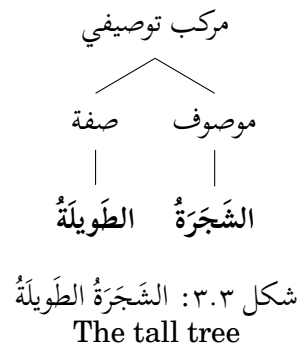 مركب توصيفي
موصوف صفة
الشَجَرَةُ الطَويلَةُ
شكل ٣.٣: الشَجَرَةُ الطَويلَةُ
The tall tree